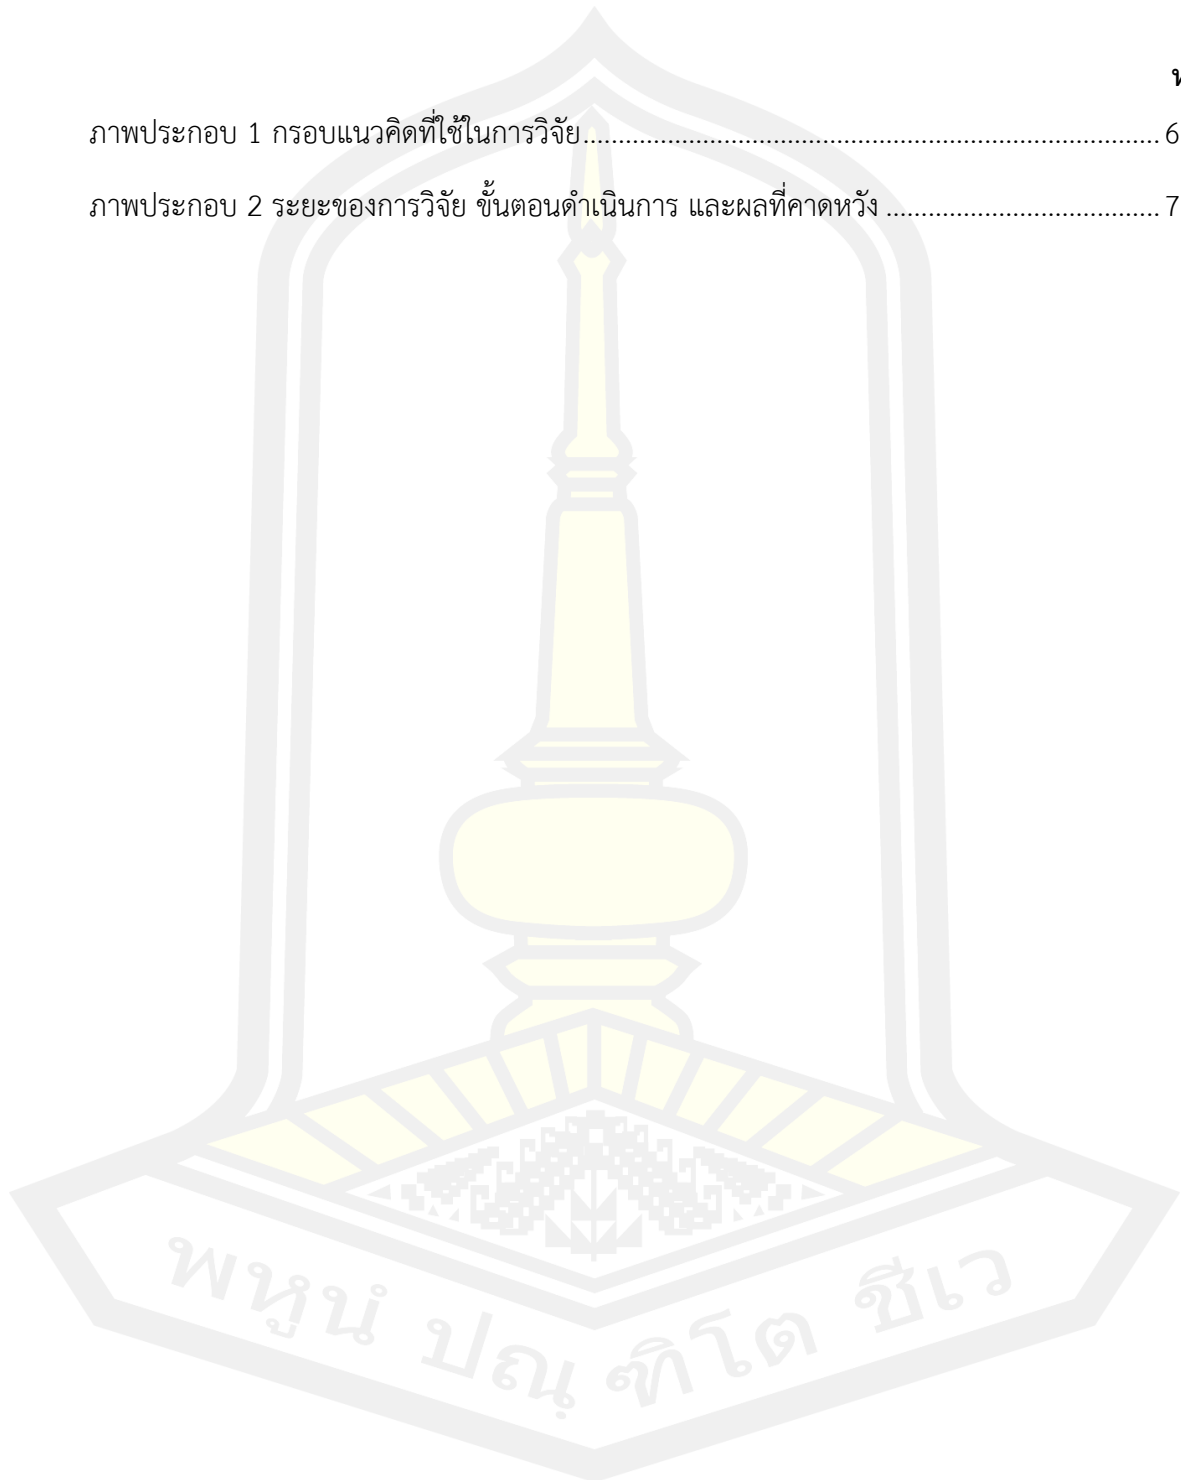 ภาพประกอบ 1 กรอบแนวคิดที่ใช้ในการวิจัย................................................................................. 6
ภาพประกอบ 2 ระยะของการวิจัย ขั้นตอนดำเนินการ และผลที่คาดหวัง ...................................... 7
พหูนํ ปณฺ ฑิโต ชีเว